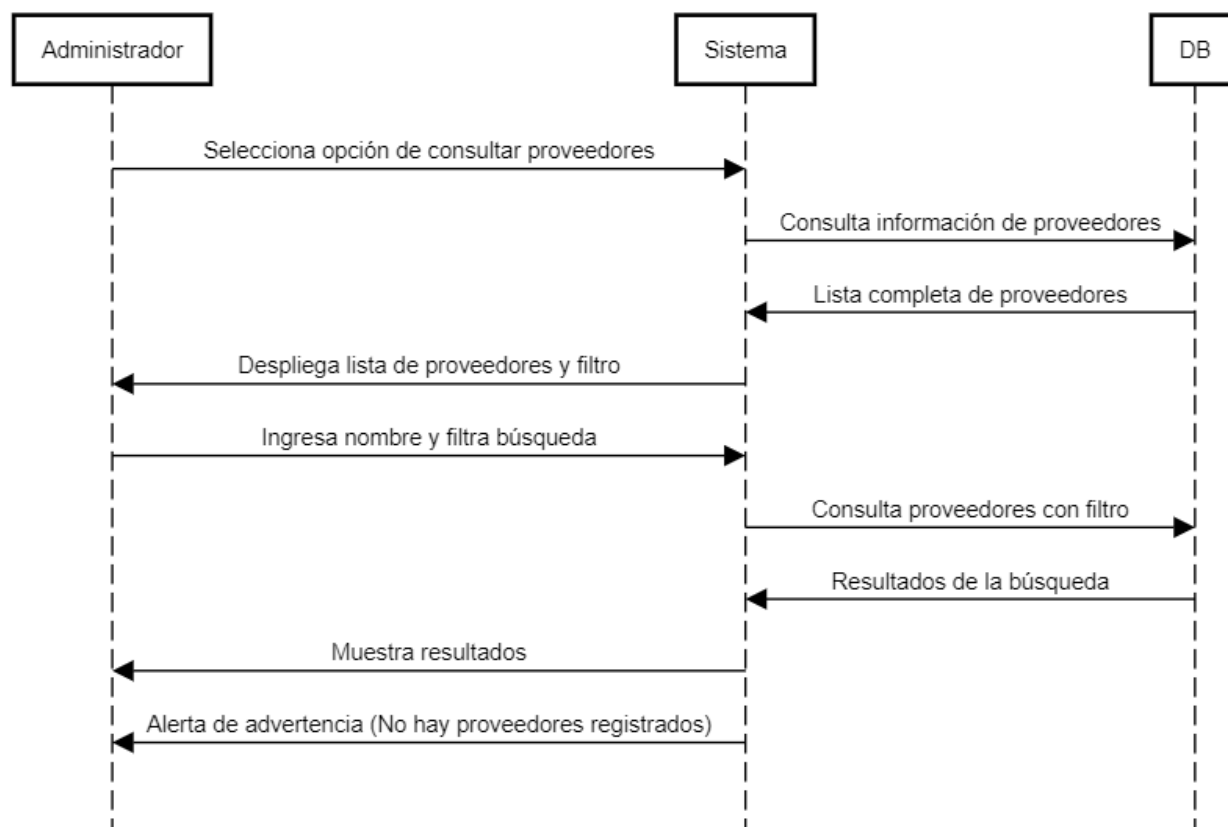 Administrador
Sistema
DB
Selecciona opción de consultar proveedores
Consulta información de proveedores
Lista completa de proveedores
Despliega lista de proveedores y filtro
Ingresa nombre y filtra búsqueda
Consulta proveedores con filtro
Resultados de la búsqueda
Muestra resultados
Alerta de advertencia (No hay proveedores registrados)